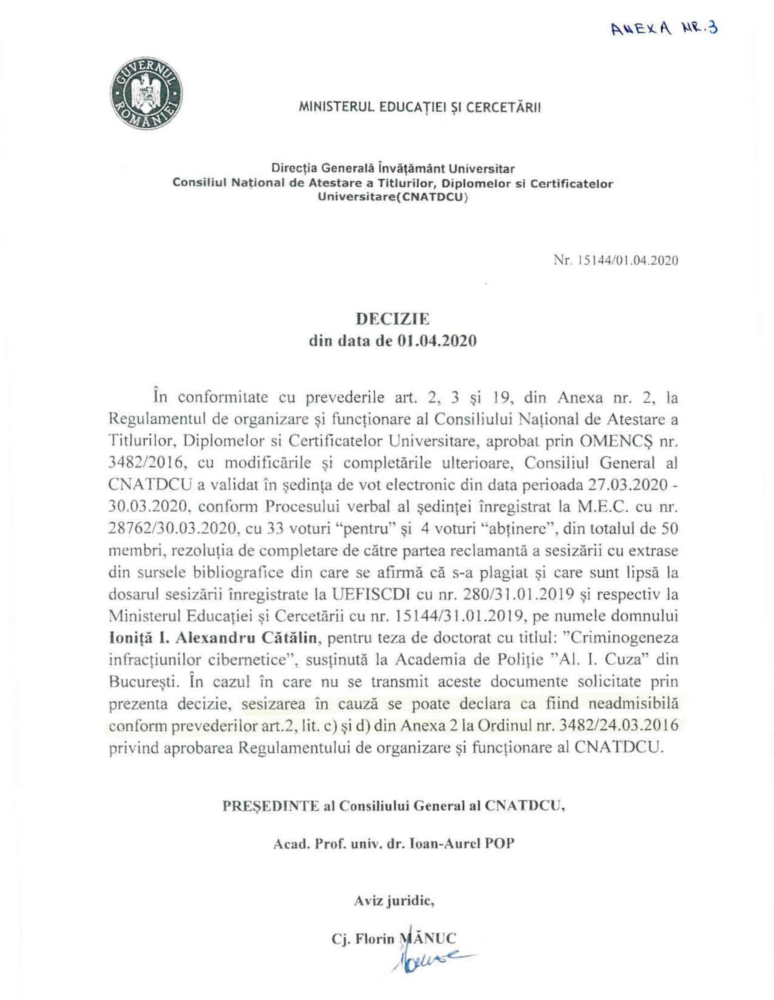 ANEXA NR.3
GUVERNUL ROMÂNIEI
MINISTERUL EDUCAȚIEI ȘI CERCETĂRII
Direcția Generală Învățământ Universitar
Consiliul Național de Atestare a Titlurilor, Diplomelor si Certificatelor
Universitare(CNATDCU)
Nr. 15144/01.04.2020
DECIZIE
din data de 01.04.2020
În conformitate cu prevederile art. 2, 3 și 19, din Anexa nr. 2, la
Regulamentul de organizare și funcționare al Consiliului Național de Atestare a
Titlurilor, Diplomelor si Certificatelor Universitare, aprobat prin OMENCȘ nr.
3482/2016, cu modificările și completările ulterioare, Consiliul General al
CNATDCU a validat în ședința de vot electronic din data perioada 27.03.2020 -
30.03.2020, conform Procesului verbal al ședinței înregistrat la M.E.C. cu nr.
28762/30.03.2020, cu 33 voturi “pentru” și 4 voturi “abținere”, din totalul de 50
membri, rezoluția de completare de către partea reclamantă a sesizării cu extrase
din sursele bibliografice din care se afirmă că s-a plagiat și care sunt lipsă la
dosarul sesizării înregistrate la UEFISCDI cu nr. 280/31.01.2019 și respectiv la
Ministerul Educației și Cercetării cu nr. 15144/31.01.2019, pe numele domnului
Ioniță I. Alexandru Cătălin, pentru teza de doctorat cu titlul: ”Criminogeneza
infracțiunilor cibernetice”, susținută la Academia de Poliție ”Al. I. Cuza” din
București. În cazul în care nu se transmit aceste documente solicitate prin
prezenta decizie, sesizarea în cauză se poate declara ca fiind neadmisibilă
conform prevederilor art.2, lit. c) și d) din Anexa 2 la Ordinul nr. 3482/24.03.2016
privind aprobarea Regulamentului de organizare și funcționare al CNATDCU.
PREȘEDINTE al Consiliului General al CNATDCU,
Acad. Prof. univ. dr. Ioan-Aurel POP
Aviz juridic,
Cj. Florin MĂNUC